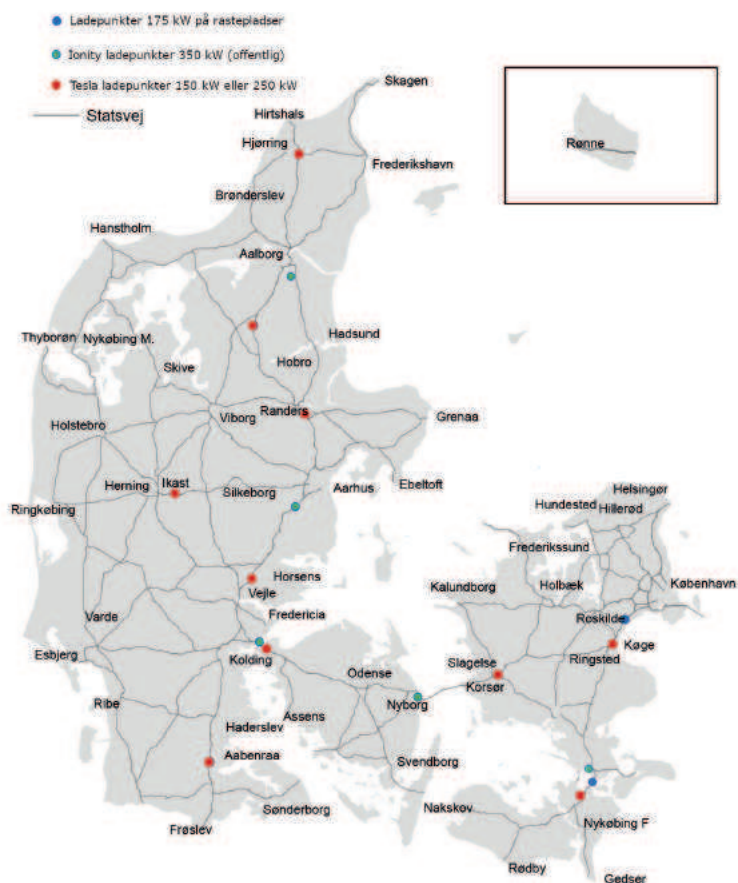 Ladepunkter 175 kW på rastepladser
Ionity ladepunkter 350 kW (offentlig)
Tesla ladepunkter 150 kW eller 250 kW
Statsvej
Skagen
Hirtshals
Hjørring
Frederikshavn
Rønne
Brønderslev
Hanstholm
Aalborg
Thyborøn
Nykøbing M.
Hadsund
Skive
Hobro
Holstebro
Viborg
Randers
Grenaa
Herning
Ikast
Silkeborg
Aarhus
Ebeltoft
Ringkøbing
Helsingør
Hundested
Hillerød
Frederikssund
Kalundborg
Holbæk
København
Horsens
Vejle
Fredericia
Varde
Roskilde
Køge
Esbjerg
Kolding
Slagelse
Ringsted
Korsør
Odense
Nyborg
Ribe
Assens
Haderslev
Svendborg
Aabenraa
Nakskov
Sønderborg
Nykøbing F
Frøslev
Rødby
Gedser